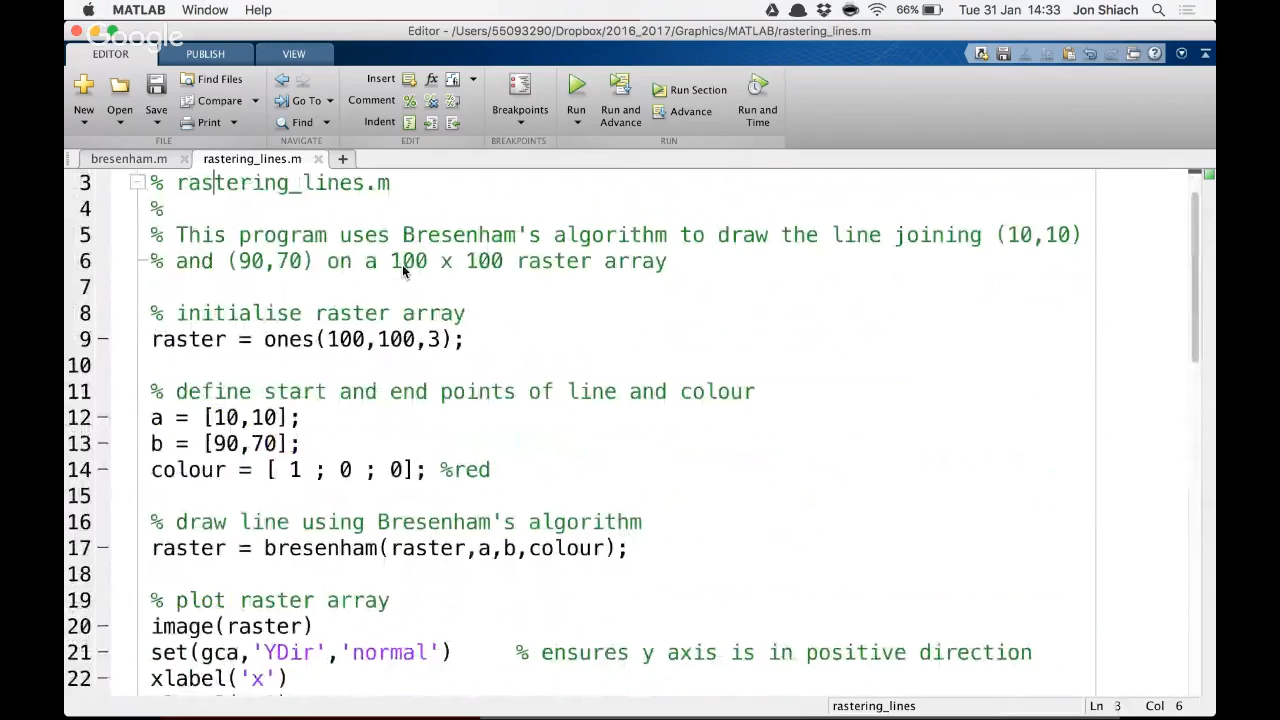 MATLAB Window Help 66% Tue 31 Jan 14:33 Jon Shiach
Google
Editor - /Users/55093290/Dropbox/2016_2017/Graphics/MATLAB/rastering_lines.m
EDITOR PUBLISH VIEW
New Open Save Find Files Compare Print
Go To Find
Insert Comment Indent
Breakpoints
Run Run and Advance Run Section Advance Run and Time
FILE NAVIGATE EDIT BREAKPOINTS RUN
bresenham.m rastering_lines.m
3 % rastering_lines.m
4 %
5 % This program uses Bresenham's algorithm to draw the line joining (10,10)
6 % and (90,70) on a 100 x 100 raster array
7
8 % initialise raster array
9 raster = ones(100,100,3);
10
11 % define start and end points of line and colour
12 a = [10,10];
13 b = [90,70];
14 colour = [ 1 ; 0 ; 0]; %red
15
16 % draw line using Bresenham's algorithm
17 raster = bresenham(raster,a,b,colour);
18
19 % plot raster array
20 image(raster)
21 set(gca,'YDir','normal') % ensures y axis is in positive direction
22 xlabel('x')
rastering_lines Ln 3 Col 6